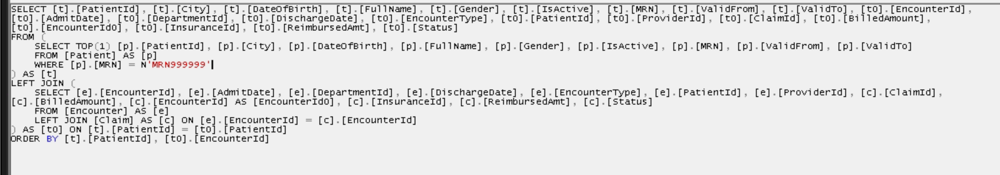 SELECT [t].[PatientId], [t].[City], [t].[DateOfBirth], [t].[FullName], [t].[Gender], [t].[IsActive], [t].[MRN], [t].[ValidFrom], [t].[ValidTo], [t0].[EncounterId],
[t0].[AdmitDate], [t0].[DepartmentId], [t0].[DischargeDate], [t0].[EncounterType], [t0].[PatientId], [t0].[ProviderId], [t0].[ClaimId], [t0].[BilledAmount],
[t0].[EncounterId0], [t0].[InsuranceId], [t0].[ReimbursedAmt], [t0].[Status]
FROM (
    SELECT TOP(1) [p].[PatientId], [p].[City], [p].[DateOfBirth], [p].[FullName], [p].[Gender], [p].[IsActive], [p].[MRN], [p].[ValidFrom], [p].[ValidTo]
    FROM [Patient] AS [p]
    WHERE [p].[MRN] = N'MRN999999'
) AS [t]
LEFT JOIN (
    SELECT [e].[EncounterId], [e].[AdmitDate], [e].[DepartmentId], [e].[DischargeDate], [e].[EncounterType], [e].[PatientId], [e].[ProviderId], [c].[ClaimId],
[c].[BilledAmount], [c].[EncounterId] AS [EncounterId0], [c].[InsuranceId], [c].[ReimbursedAmt], [c].[Status]
    FROM [Encounter] AS [e]
    LEFT JOIN [Claim] AS [c] ON [e].[EncounterId] = [c].[EncounterId]
) AS [t0] ON [t].[PatientId] = [t0].[PatientId]
ORDER BY [t].[PatientId], [t0].[EncounterId]